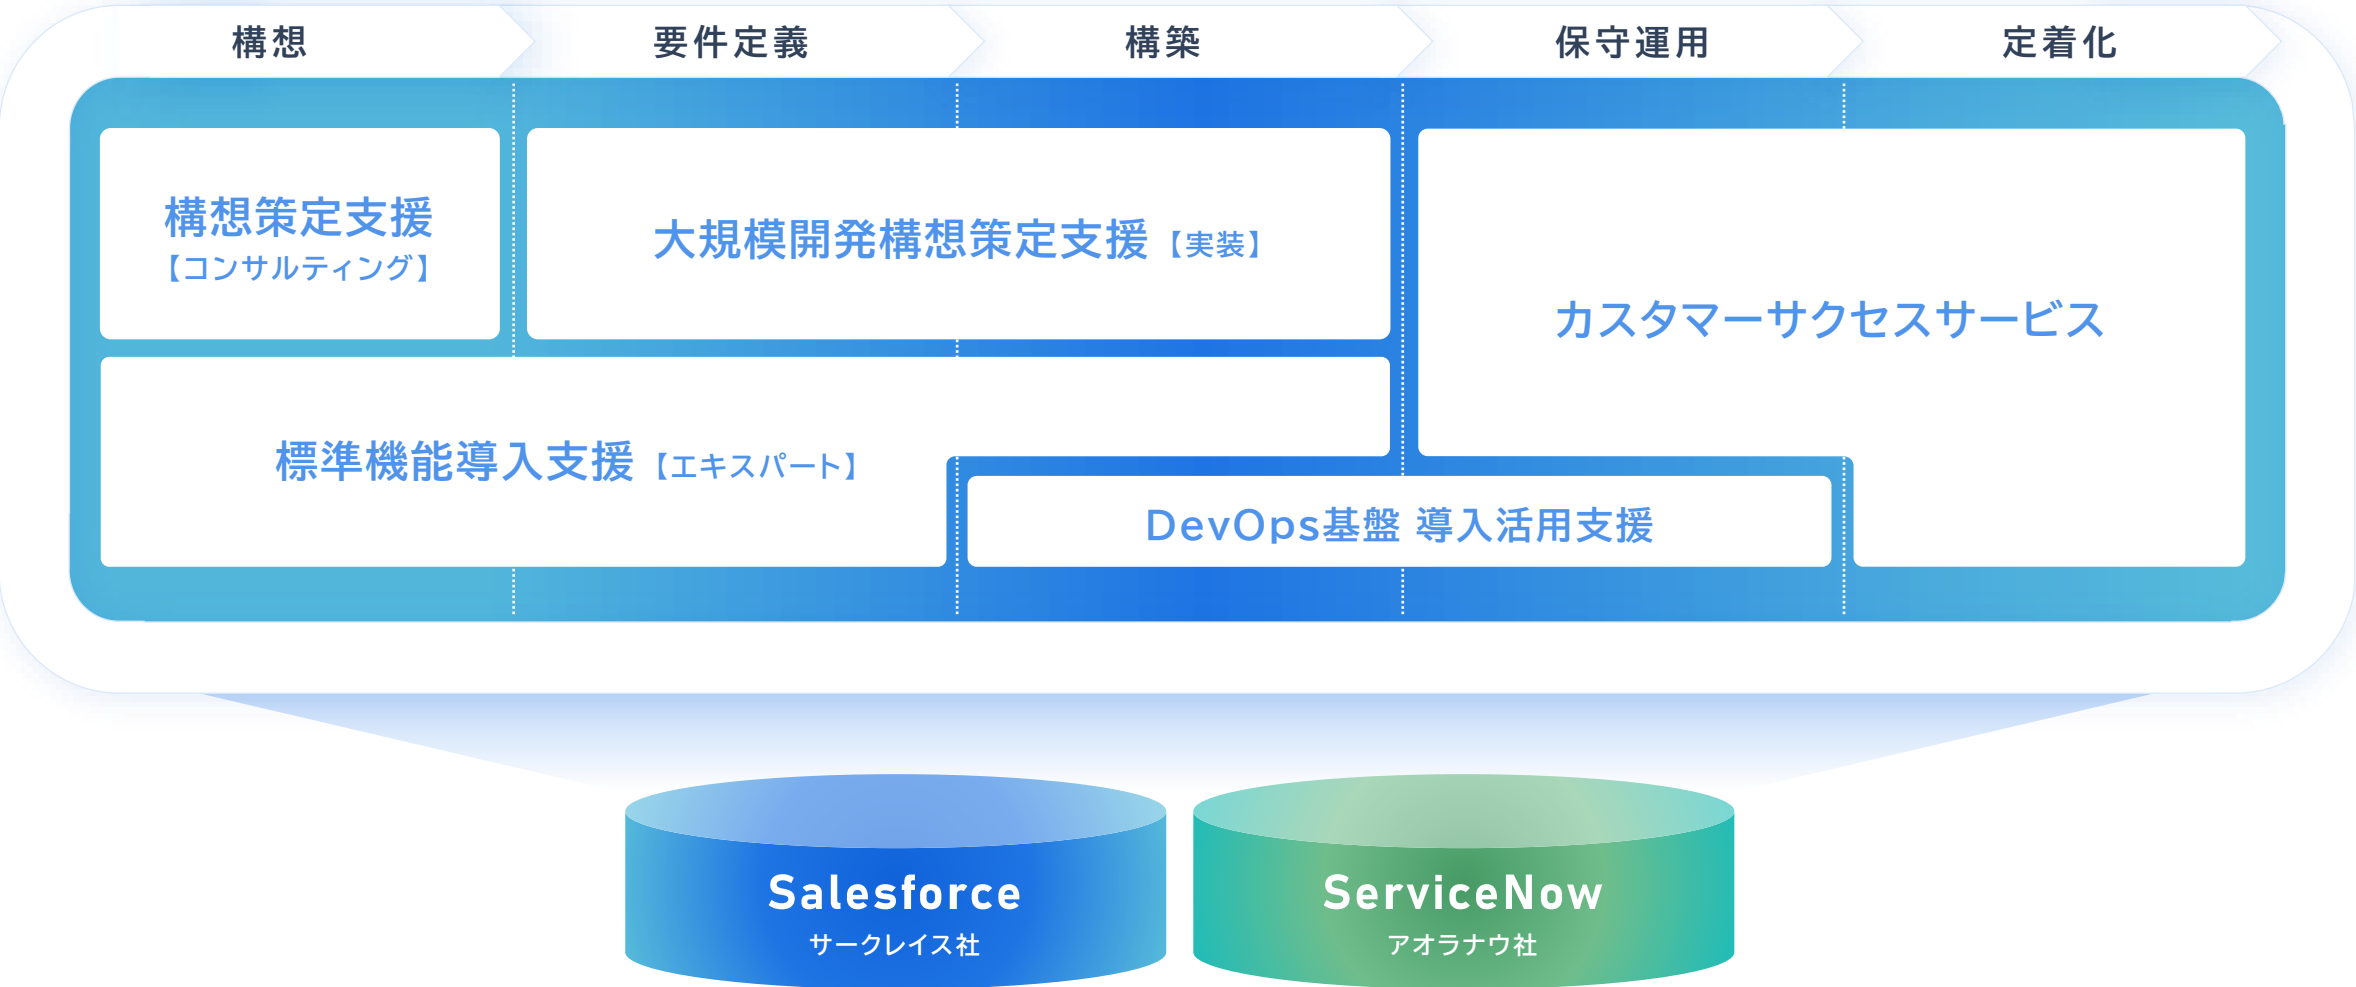 構想
要件定義
構築
保守運用
定着化
構想策定支援
【コンサルティング】
大規模開発構想策定支援【実装】
カスタマーサクセスサービス
標準機能導入支援【エキスパート】
DevOps基盤 導入活用支援
Salesforce
サークレイス社
ServiceNow
アオラナウ社